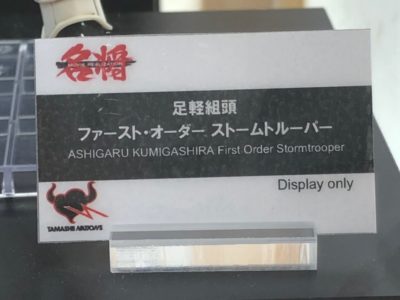 名将
MOVIE REALIZATION
足軽組頭
ファースト・オーダー ストームトルーパー
ASHIGARU KUMIGASHIRA First Order Stormtrooper
Display only
TAMASHII NATIONS